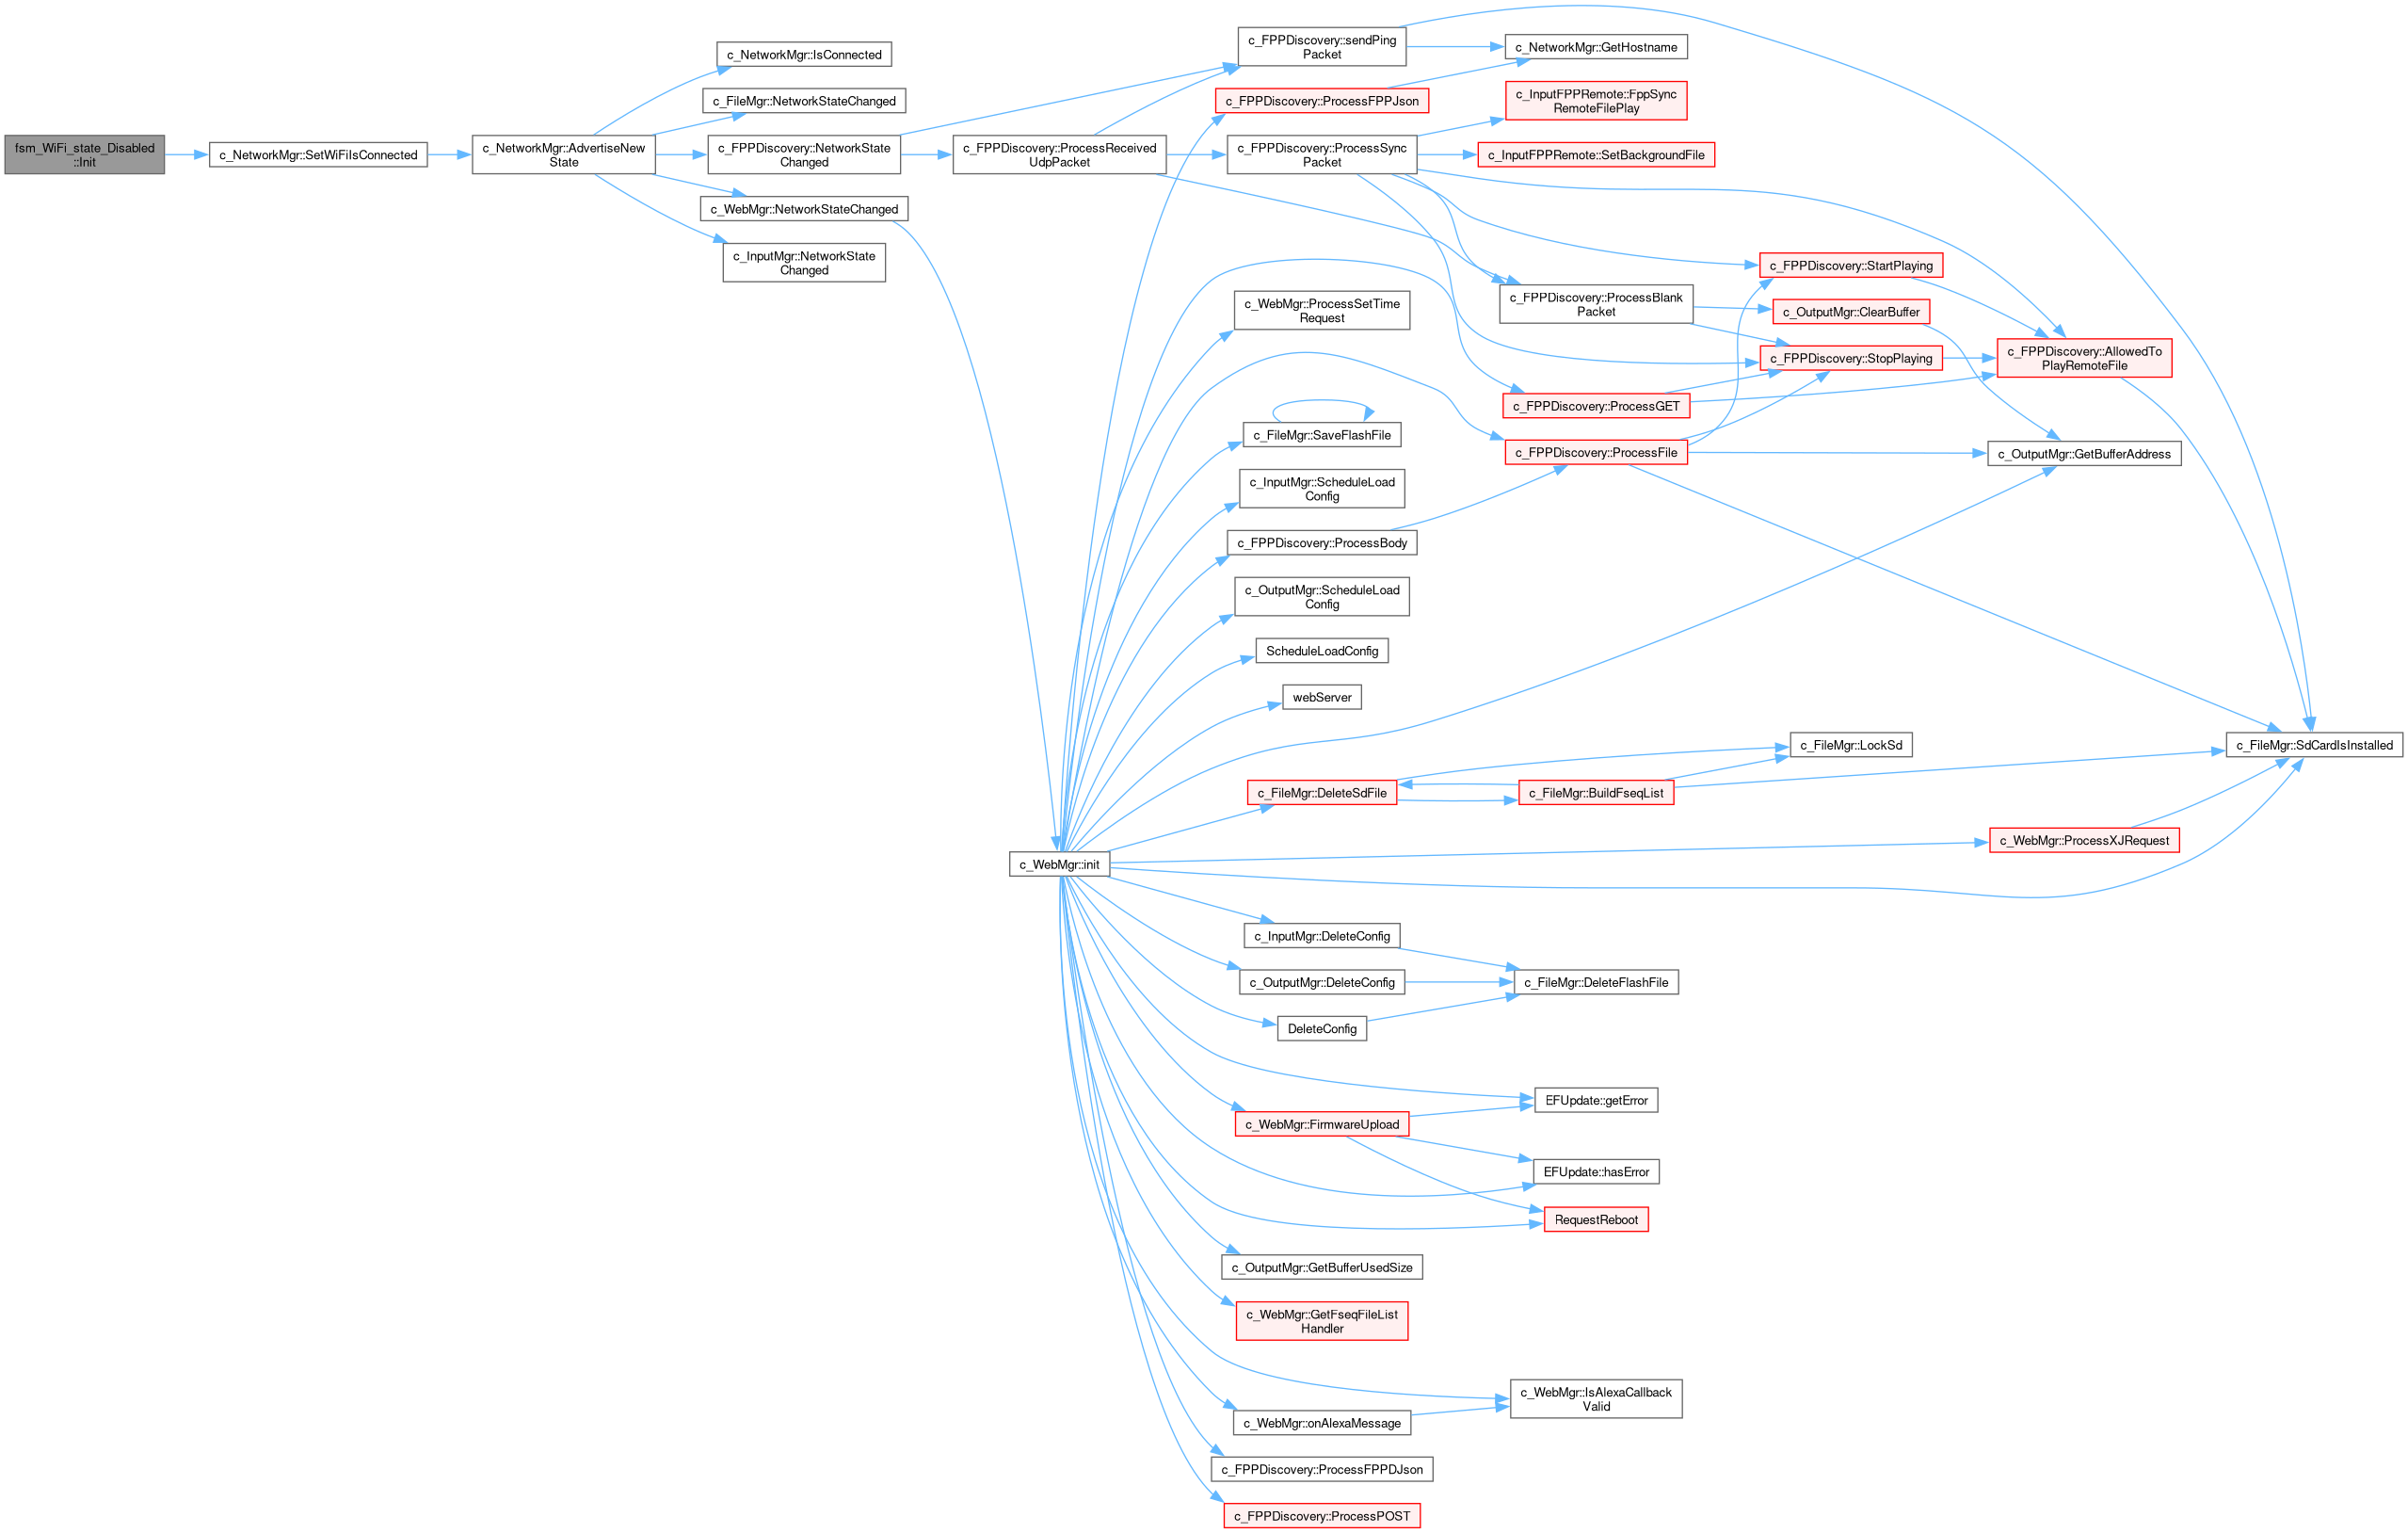 fsm_WiFi_state_Disabled
::Init
c_NetworkMgr::SetWiFiIsConnected
c_NetworkMgr::AdvertiseNew
State
c_NetworkMgr::IsConnected
c_FileMgr::NetworkStateChanged
c_FPPDiscovery::NetworkState
Changed
c_WebMgr::NetworkStateChanged
c_InputMgr::NetworkState
Changed
c_FPPDiscovery::ProcessReceived
UdpPacket
c_WebMgr::init
c_FPPDiscovery::sendPing
Packet
c_FPPDiscovery::ProcessFPPJson
c_FPPDiscovery::ProcessSync
Packet
c_WebMgr::ProcessSetTime
Request
c_FileMgr::SaveFlashFile
c_InputMgr::ScheduleLoad
Config
c_FPPDiscovery::ProcessBody
c_OutputMgr::ScheduleLoad
Config
ScheduleLoadConfig
webServer
c_FileMgr::DeleteSdFile
c_InputMgr::DeleteConfig
c_OutputMgr::DeleteConfig
DeleteConfig
c_WebMgr::FirmwareUpload
c_OutputMgr::GetBufferUsedSize
c_WebMgr::GetFseqFileList
Handler
c_WebMgr::onAlexaMessage
c_FPPDiscovery::ProcessFPPDJson
c_FPPDiscovery::ProcessPOST
c_NetworkMgr::GetHostname
c_InputFPPRemote::FppSync
RemoteFilePlay
c_InputFPPRemote::SetBackgroundFile
c_FPPDiscovery::ProcessBlank
Packet
c_FPPDiscovery::ProcessGET
c_FPPDiscovery::ProcessFile
c_FileMgr::BuildFseqList
c_FileMgr::DeleteFlashFile
EFUpdate::getError
EFUpdate::hasError
RequestReboot
c_WebMgr::IsAlexaCallback
Valid
c_FPPDiscovery::StartPlaying
c_OutputMgr::ClearBuffer
c_FPPDiscovery::StopPlaying
c_FileMgr::LockSd
c_FPPDiscovery::AllowedTo
PlayRemoteFile
c_OutputMgr::GetBufferAddress
c_WebMgr::ProcessXJRequest
c_FileMgr::SdCardIsInstalled